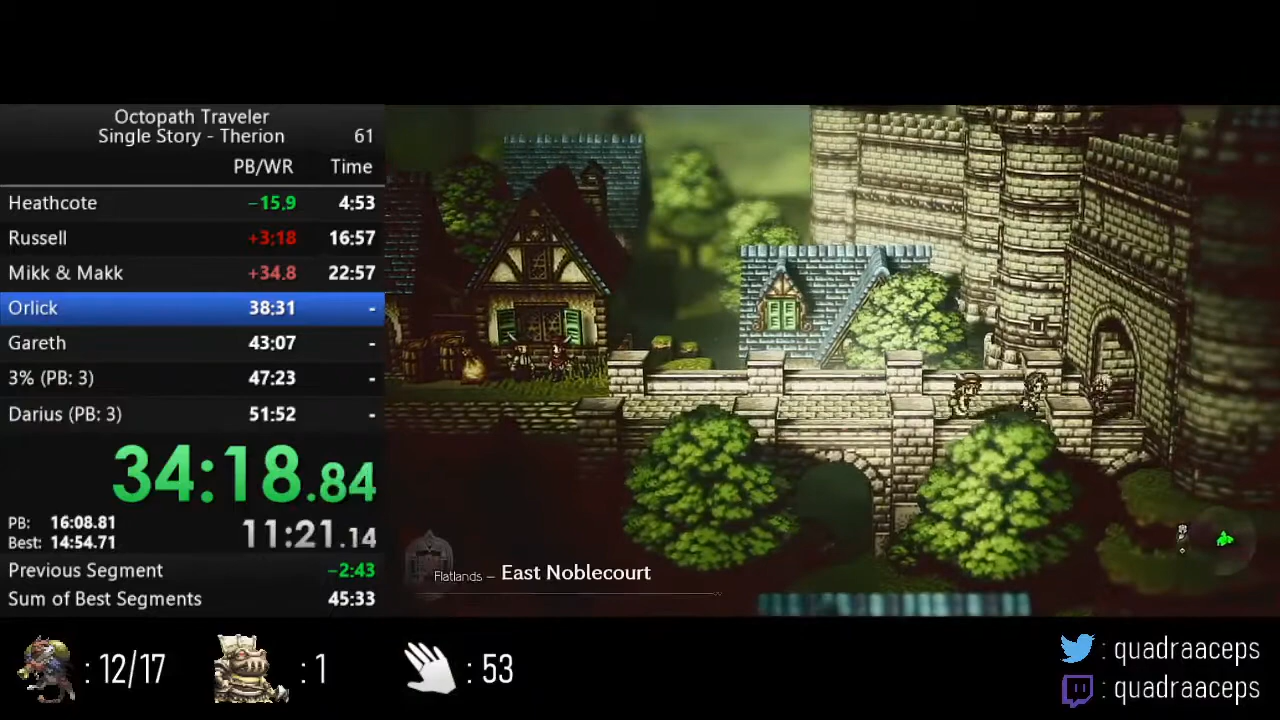 Octopath Traveler
Single Story - Therion 61
PB/WR Time
Heathcote −15.9 4:53
Russell +3:18 16:57
Mikk & Makk +34.8 22:57
Orlick 38:31 -
Gareth 43:07 -
3% (PB: 3) 47:23 -
Darius (PB: 3) 51:52 -
34:18.84
PB: 16:08.81
Best: 14:54.71
11:21.14
Previous Segment −2:43
Sum of Best Segments 45:33
Flatlands – East Noblecourt
: 12/17
: 1
: 53
: quadraaceps
: quadraaceps